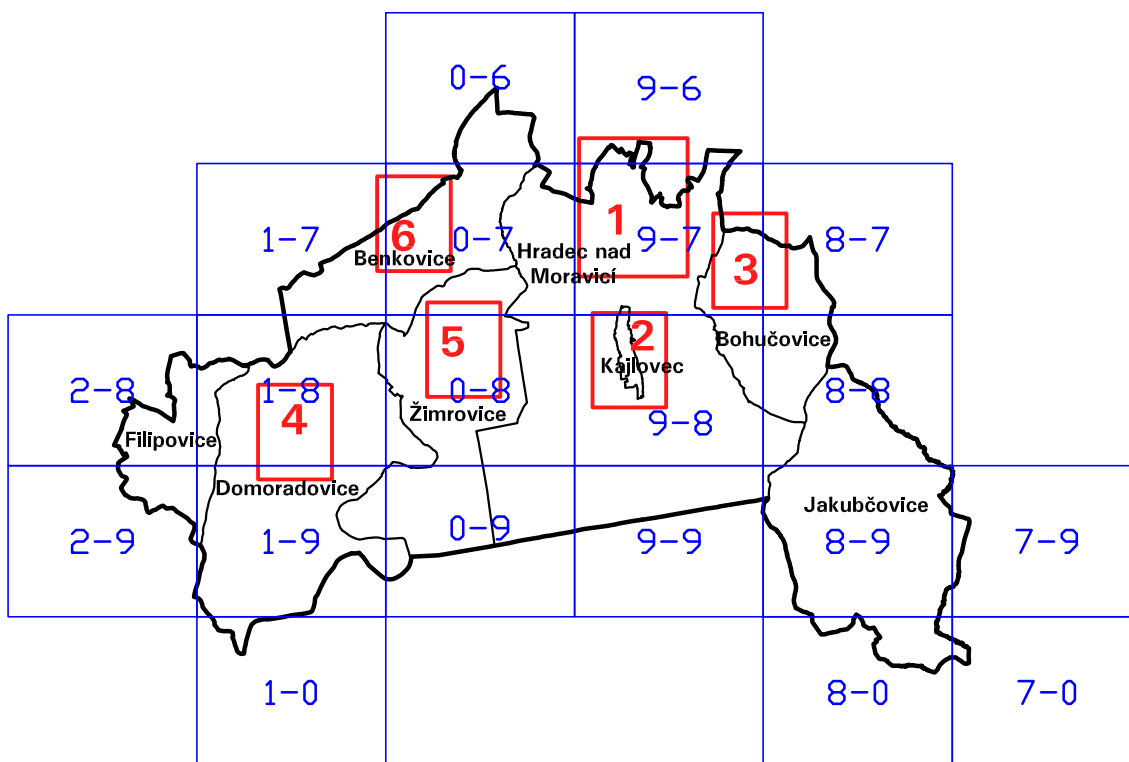 0-6
9-6
1
1-7
6
0-7
9-7
8-7
Benkovice
Hradec nad
Moravicí
3
5
2
Bohučovice
Kajlovec
2-8
1-8
0-8
8-8
4
Žimrovice
9-8
Filipovice
Domoradovice
Jakubčovice
2-9
1-9
0-9
9-9
8-9
7-9
1-0
8-0
7-0